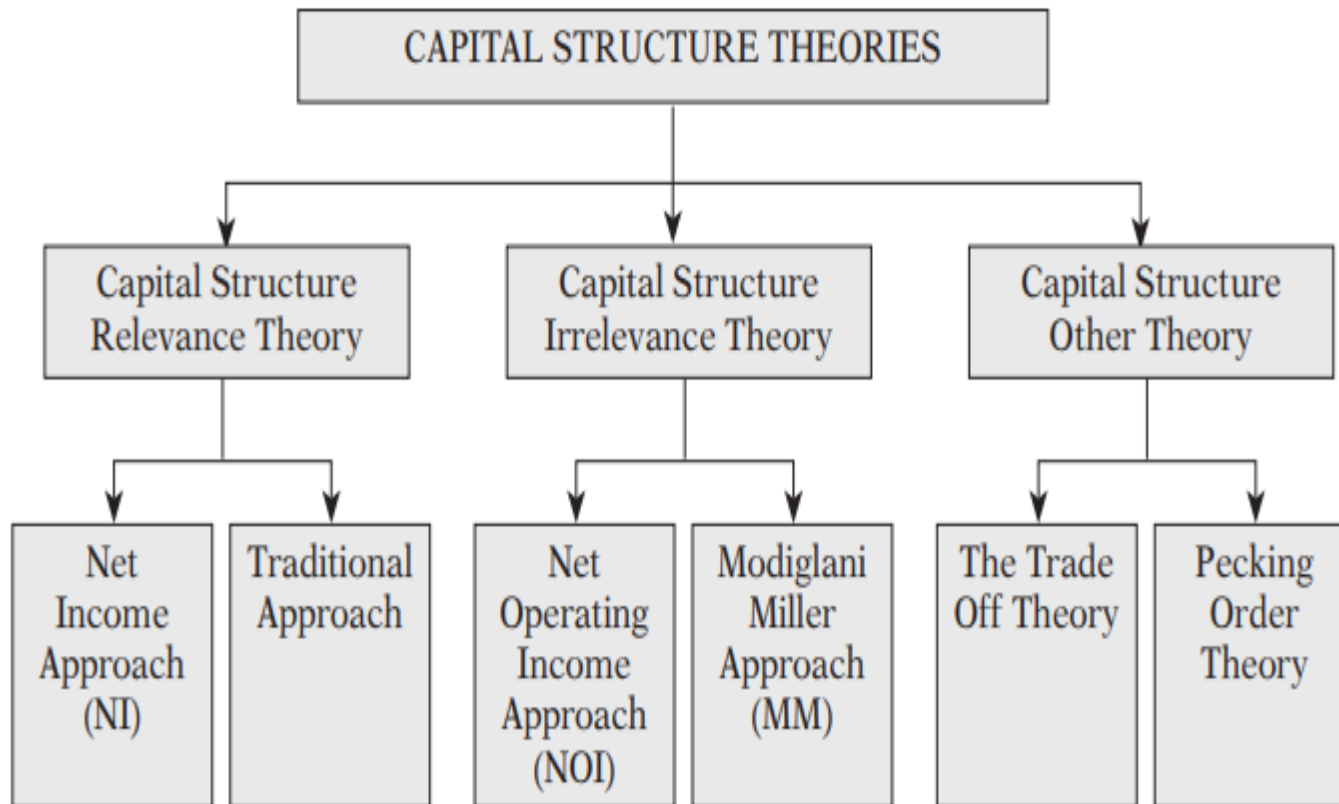 CAPITAL STRUCTURE THEORIES
Capital Structure
Relevance Theory
Capital Structure
Irrelevance Theory
Capital Structure
Other Theory
Net
Income
Approach
(NI)
Traditional
Approach
Net
Operating
Income
Approach
(NOI)
Modiglani
Miller
Approach
(MM)
The Trade
Off Theory
Pecking
Order
Theory